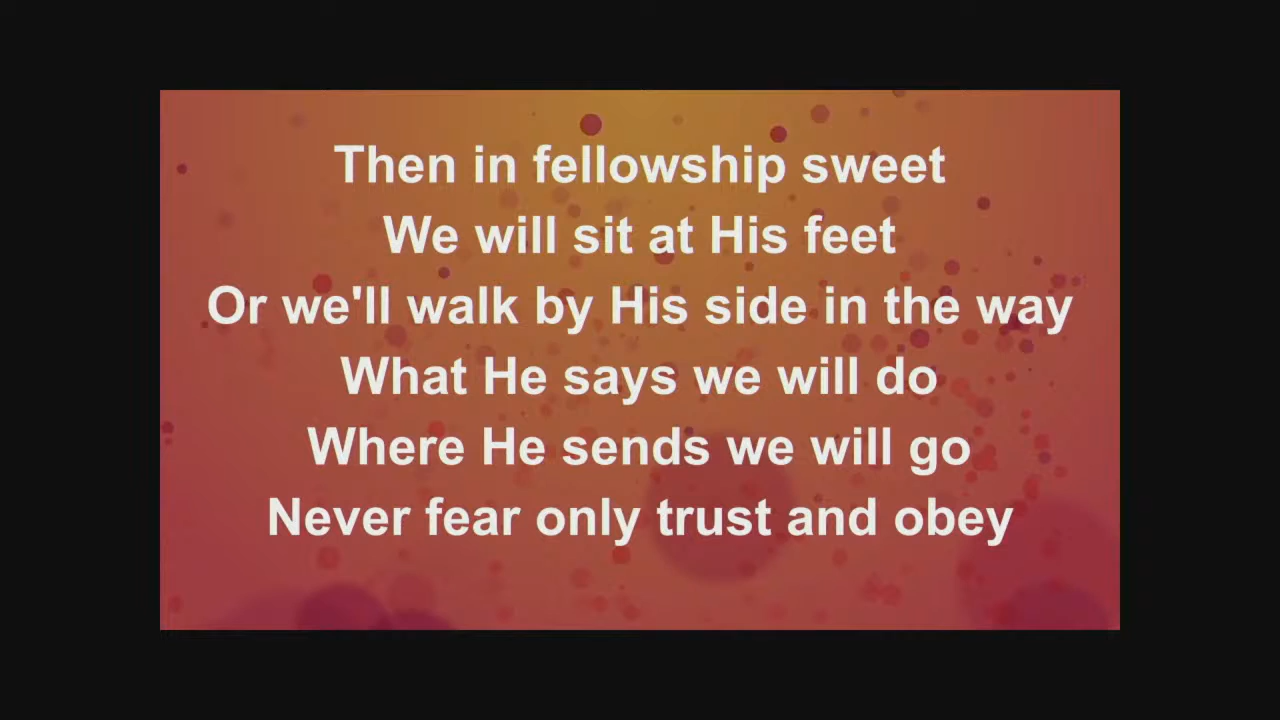 Then in fellowship sweet
We will sit at His feet
Or we'll walk by His side in the way
What He says we will do
Where He sends we will go
Never fear only trust and obey